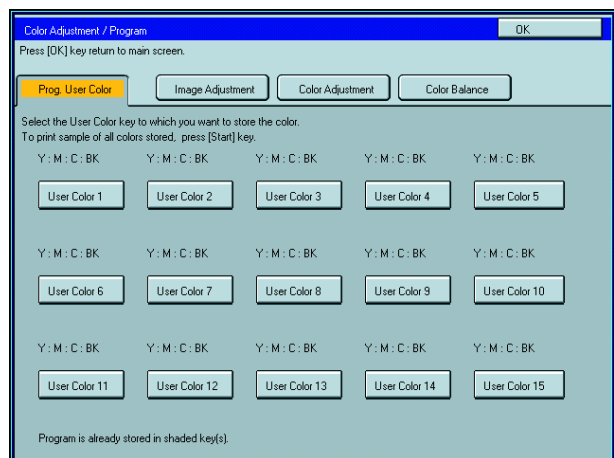 Color Adjustment / Program OK
Press [OK] key return to main screen.
Prog. User Color Image Adjustment Color Adjustment Color Balance
Select the User Color key to which you want to store the color.
To print sample of all colors stored, press [Start] key.
Y : M : C : BK Y : M : C : BK Y : M : C : BK Y : M : C : BK Y : M : C : BK
User Color 1 User Color 2 User Color 3 User Color 4 User Color 5
Y : M : C : BK Y : M : C : BK Y : M : C : BK Y : M : C : BK Y : M : C : BK
User Color 6 User Color 7 User Color 8 User Color 9 User Color 10
Y : M : C : BK Y : M : C : BK Y : M : C : BK Y : M : C : BK Y : M : C : BK
User Color 11 User Color 12 User Color 13 User Color 14 User Color 15
Program is already stored in shaded key(s).